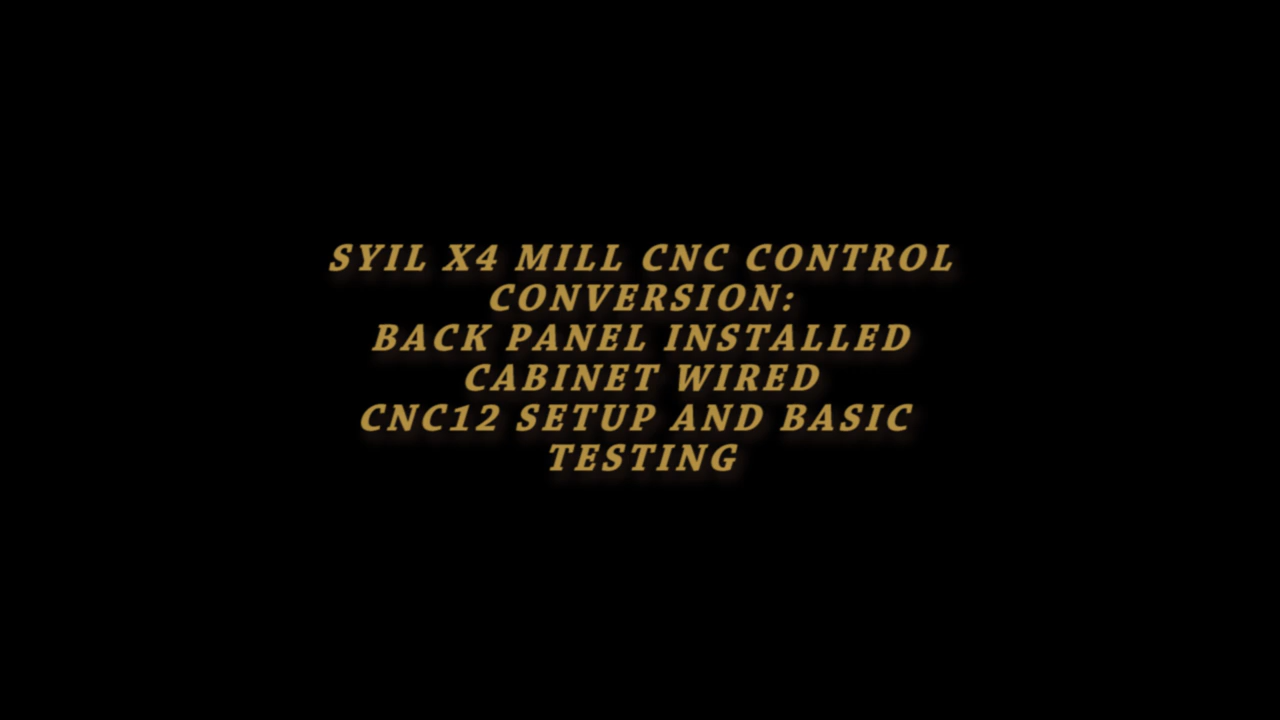 SYIL X4 MILL CNC CONTROL
CONVERSION:
BACK PANEL INSTALLED
CABINET WIRED
CNC12 SETUP AND BASIC
TESTING